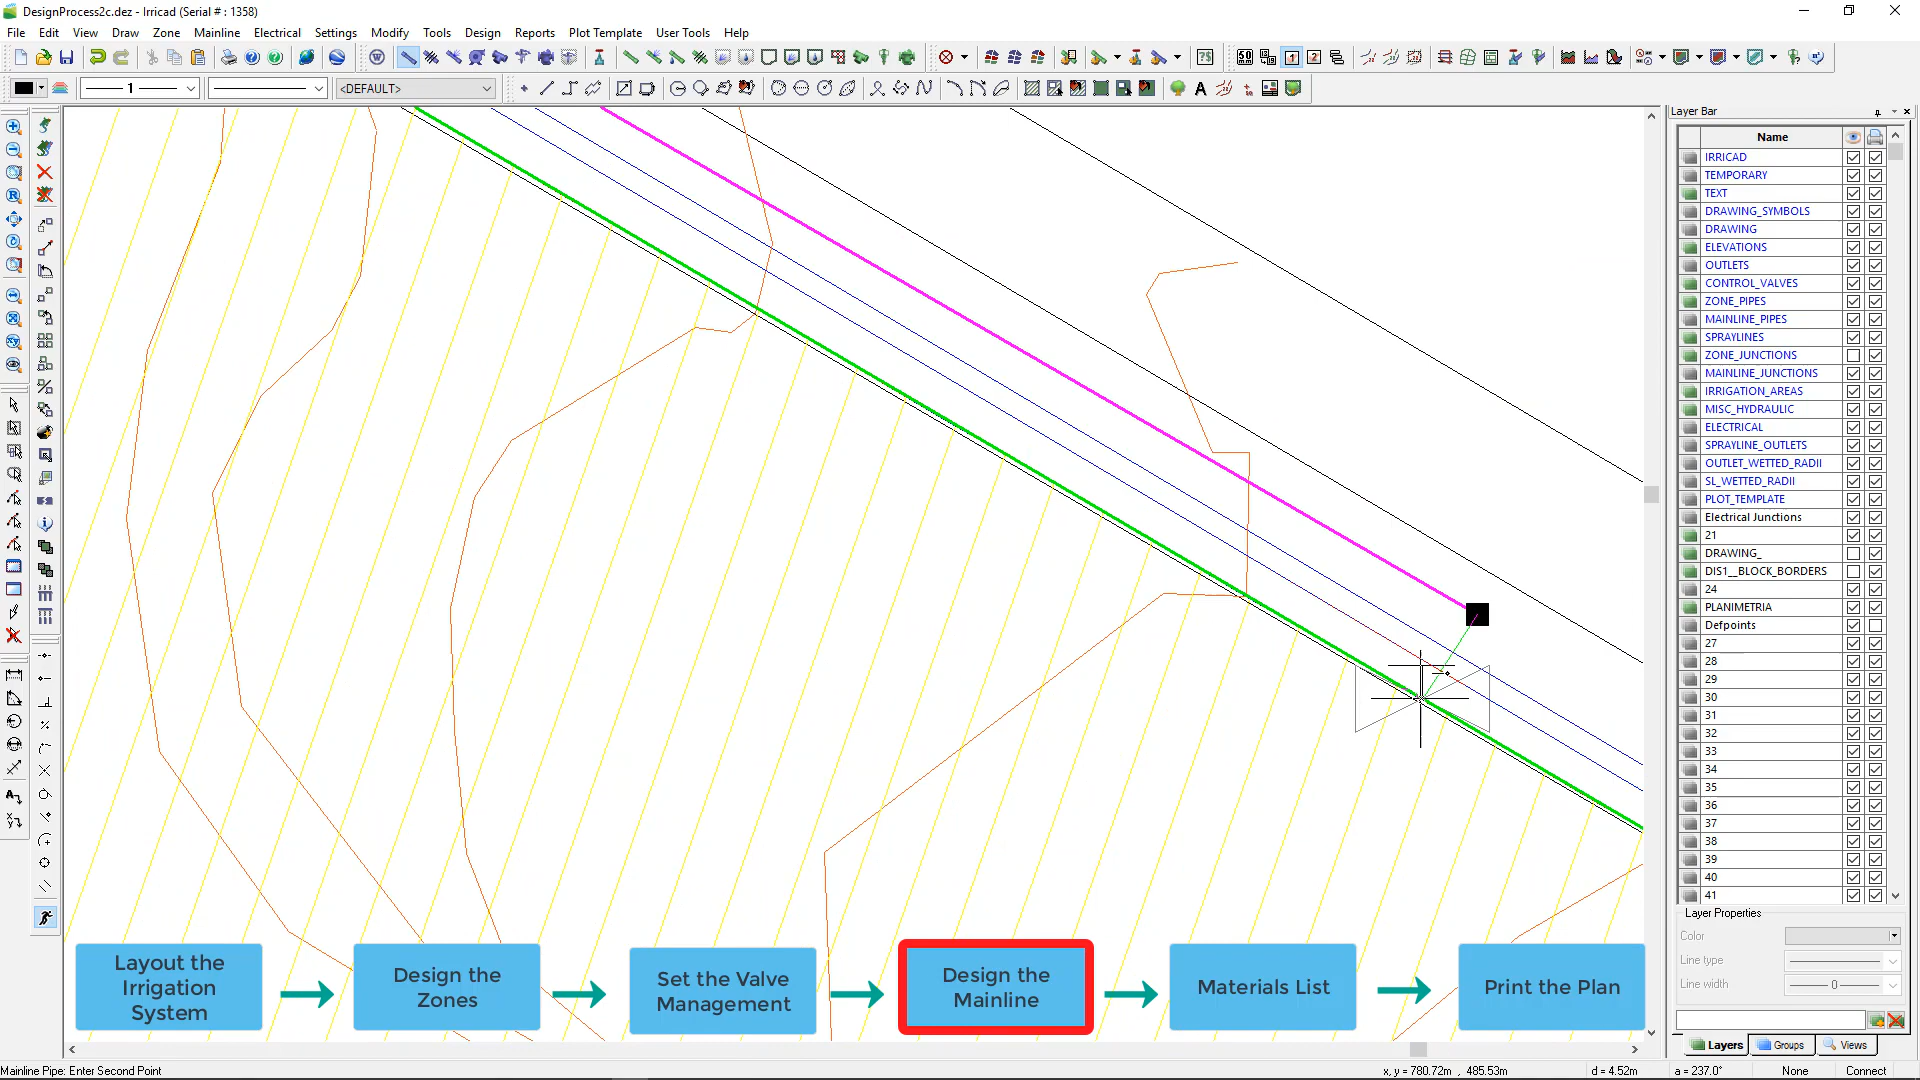 DesignProcess2c.dez - Irricad (Serial # : 1358)
File Edit View Draw Zone Mainline Electrical Settings Modify Tools Design Reports Plot Template User Tools Help
1
<DEFAULT>
Layer Bar
Name
IRRICAD
TEMPORARY
TEXT
DRAWING_SYMBOLS
DRAWING
ELEVATIONS
OUTLETS
CONTROL_VALVES
ZONE_PIPES
MAINLINE_PIPES
SPRAYLINES
ZONE_JUNCTIONS
MAINLINE_JUNCTIONS
IRRIGATION_AREAS
MISC_HYDRAULIC
ELECTRICAL
SPRAYLINE_OUTLETS
OUTLET_WETTED_RADII
SL_WETTED_RADII
PLOT_TEMPLATE
Electrical Junctions
21
DRAWING_
DIS1__BLOCK_BORDERS
24
PLANIMETRIA
Defpoints
27
28
29
30
31
32
33
34
35
36
37
38
39
40
41
Layer Properties
Color
Line type
Line width
0
Layers Groups Views
Layout the
Irrigation
System
Design the
Zones
Set the Valve
Management
Design the
Mainline
Materials List
Print the Plan
Mainline Pipe: Enter Second Point
x, y = 780.72m , 485.53m
d = 4.52m
a = 237.0°
None
Connect